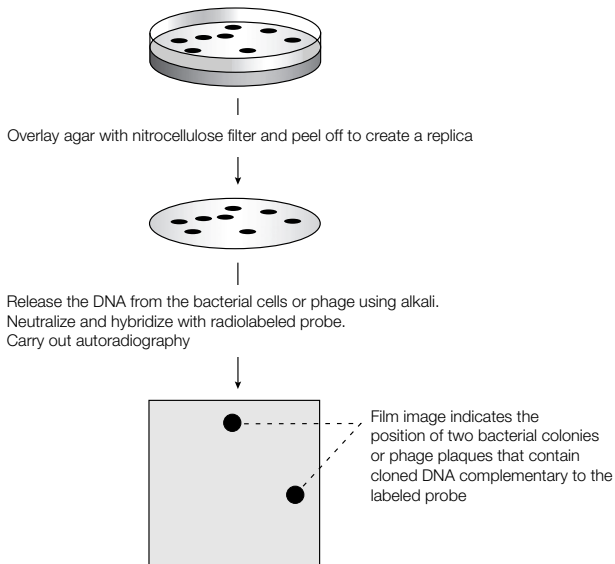 Overlay agar with nitrocellulose filter and peel off to create a replica
Release the DNA from the bacterial cells or phage using alkali.
Neutralize and hybridize with radiolabeled probe.
Carry out autoradiography
Film image indicates the
position of two bacterial colonies
or phage plaques that contain
cloned DNA complementary to the
labeled probe